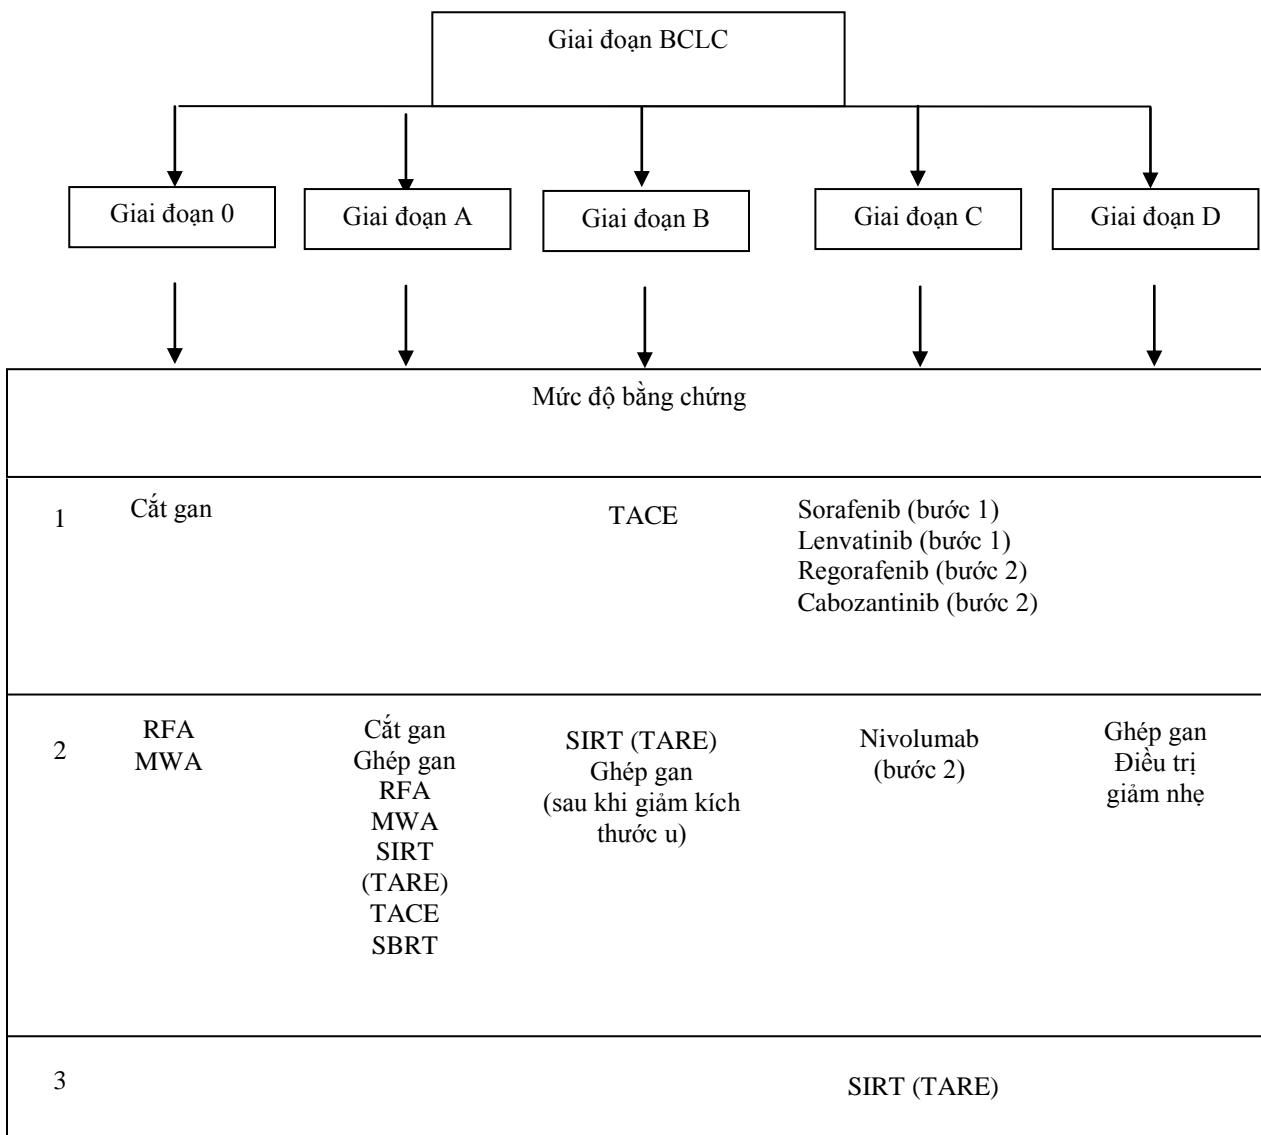 Giai đoạn BCLC
Giai đoạn 0
Giai đoạn A
Giai đoạn B
Giai đoạn C
Giai đoạn D
Mức độ bằng chứng
1
Cắt gan
TACE
Sorafenib (bước 1)
Lenvatinib (bước 1)
Regorafenib (bước 2)
Cabozantinib (bước 2)
2
RFA
MWA
Cắt gan
Ghép gan
RFA
MWA
SIRT
(TARE)
TACE
SBRT
SIRT (TARE)
Ghép gan
(sau khi giảm kích
thước u)
Nivolumab
(bước 2)
Ghép gan
Điều trị
giảm nhẹ
3
SIRT (TARE)